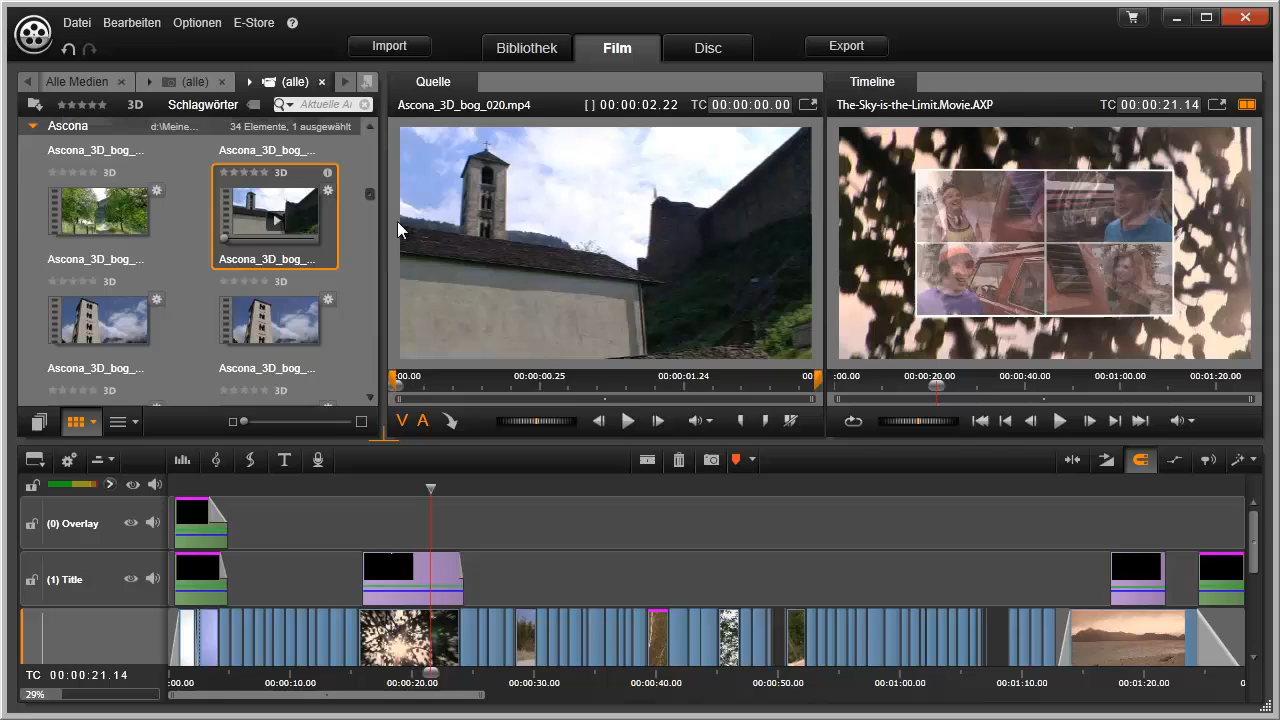 Datei Bearbeiten Optionen E-Store ?
Import Bibliothek Film Disc Export
Alle Medien × (alle) × (alle) ×
3D Schlagwörter
Quelle
Timeline
Ascona_3D_bog_020.mp4 [ ] 00:00:02.22 TC 00:00:00.00
The-Sky-is-the-Limit.Movie.AXP TC 00:00:21.14
Ascona d:\Meine... 34 Elemente, 1 ausgewählt
Ascona_3D_bog_... Ascona_3D_bog_...
3D 3D
Ascona_3D_bog_... Ascona_3D_bog_...
3D 3D
Ascona_3D_bog_... Ascona_3D_bog_...
3D 3D
:00.00 00:00:00.25 00:00:01.24 00:
:00.00 00:00:20.00 00:00:40.00 00:01:00.00 00:01:20.00
V A
T
(0) Overlay
(1) Title
TC 00:00:21.14
:00.00 00:00:10.00 00:00:20.00 00:00:30.00 00:00:40.00 00:00:50.00 00:01:00.00 00:01:10.00 00:01:20.00
29%